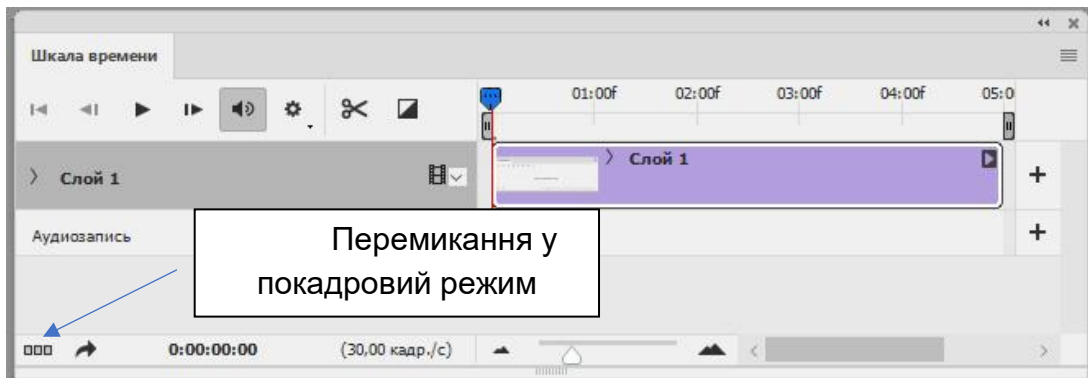 Шкала времени
01:00f 02:00f 03:00f 04:00f 05:0
Слой 1
Слой 1
Аудиозапись
Перемикання у
покадровий режим
0:00:00:00 (30,00 кадр./с)